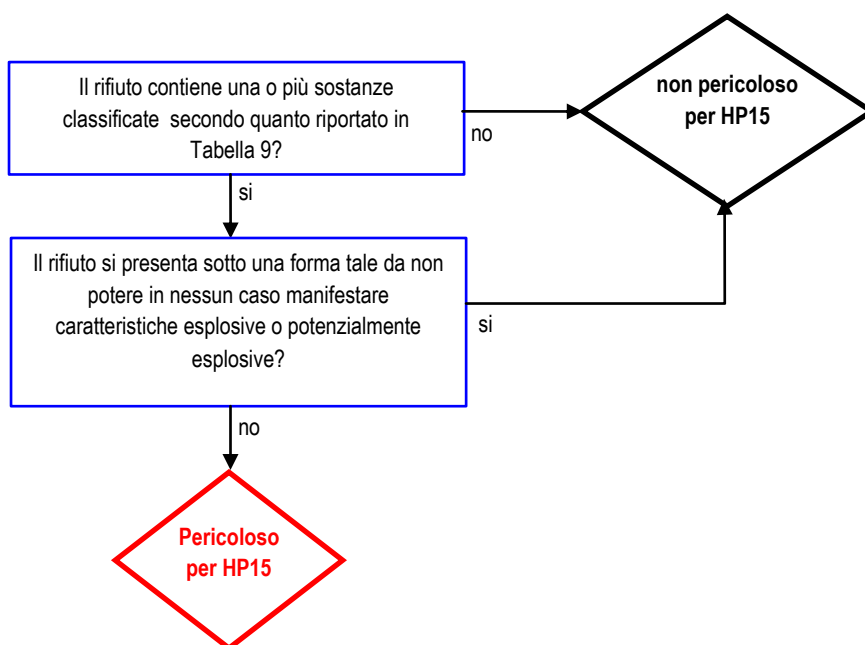 Il rifiuto contiene una o più sostanze
classificate  secondo quanto riportato in
Tabella 9?
no
non pericoloso
per HP15
si
Il rifiuto si presenta sotto una forma tale da non
potere in nessun caso manifestare
caratteristiche esplosive o potenzialmente
esplosive?
si
no
Pericoloso
per HP15